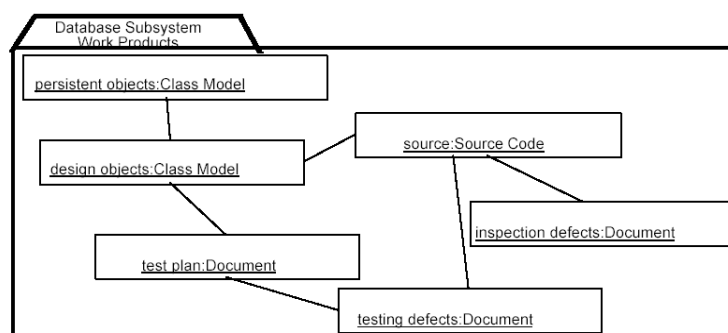 Database Subsystem
Work Products
persistent objects:Class Model
source:Source Code
design objects:Class Model
inspection defects:Document
test plan:Document
testing defects:Document